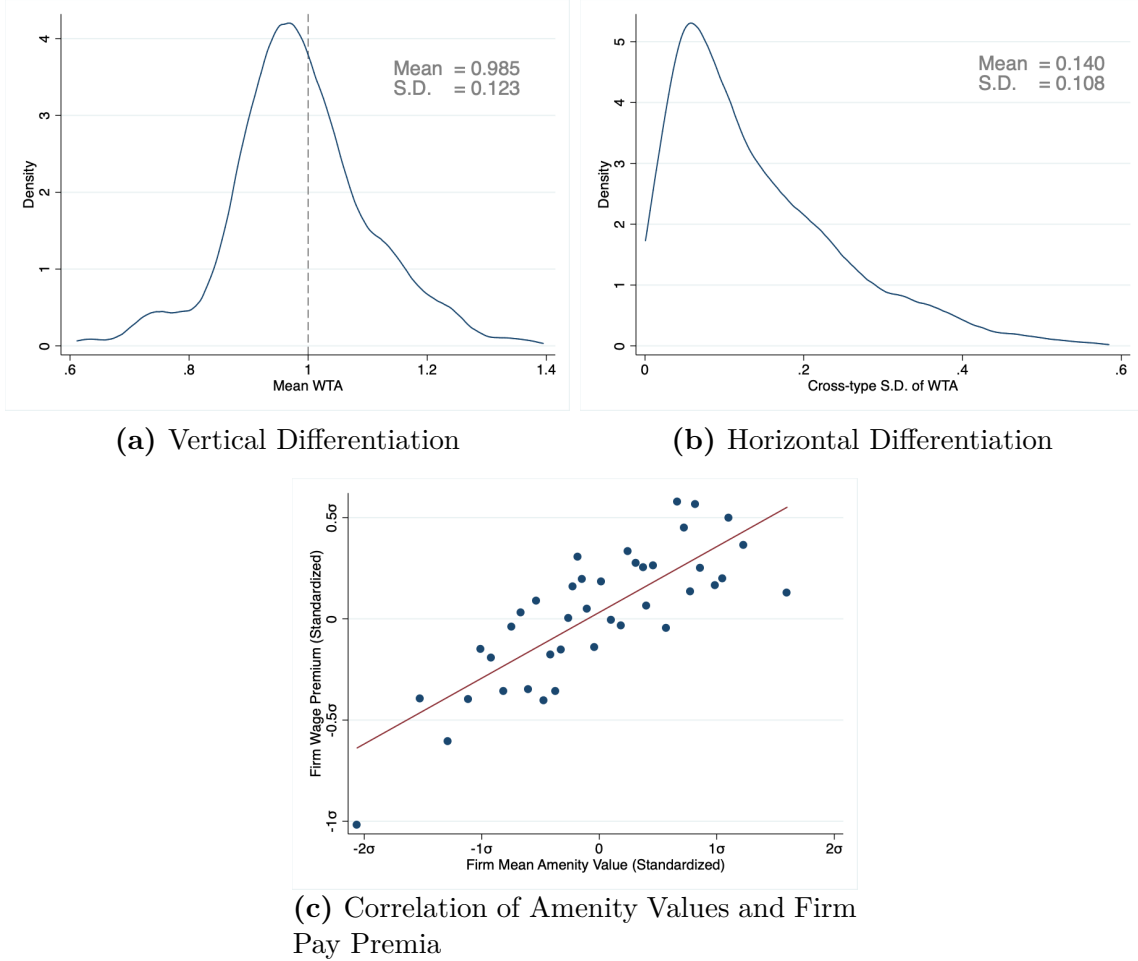 Mean = 0.985
S.D. = 0.123
Density
0
1
2
3
4
.6
.8
1
1.2
1.4
Mean WTA
Mean = 0.140
S.D. = 0.108
Density
0
1
2
3
4
5
0
.2
.4
.6
Cross-type S.D. of WTA
(a) Vertical Differentiation
(b) Horizontal Differentiation
Firm Wage Premium (Standardized)
-1σ
-0.5σ
0
0.5σ
-2σ
-1σ
0
1σ
2σ
Firm Mean Amenity Value (Standardized)
(c) Correlation of Amenity Values and Firm
Pay Premia